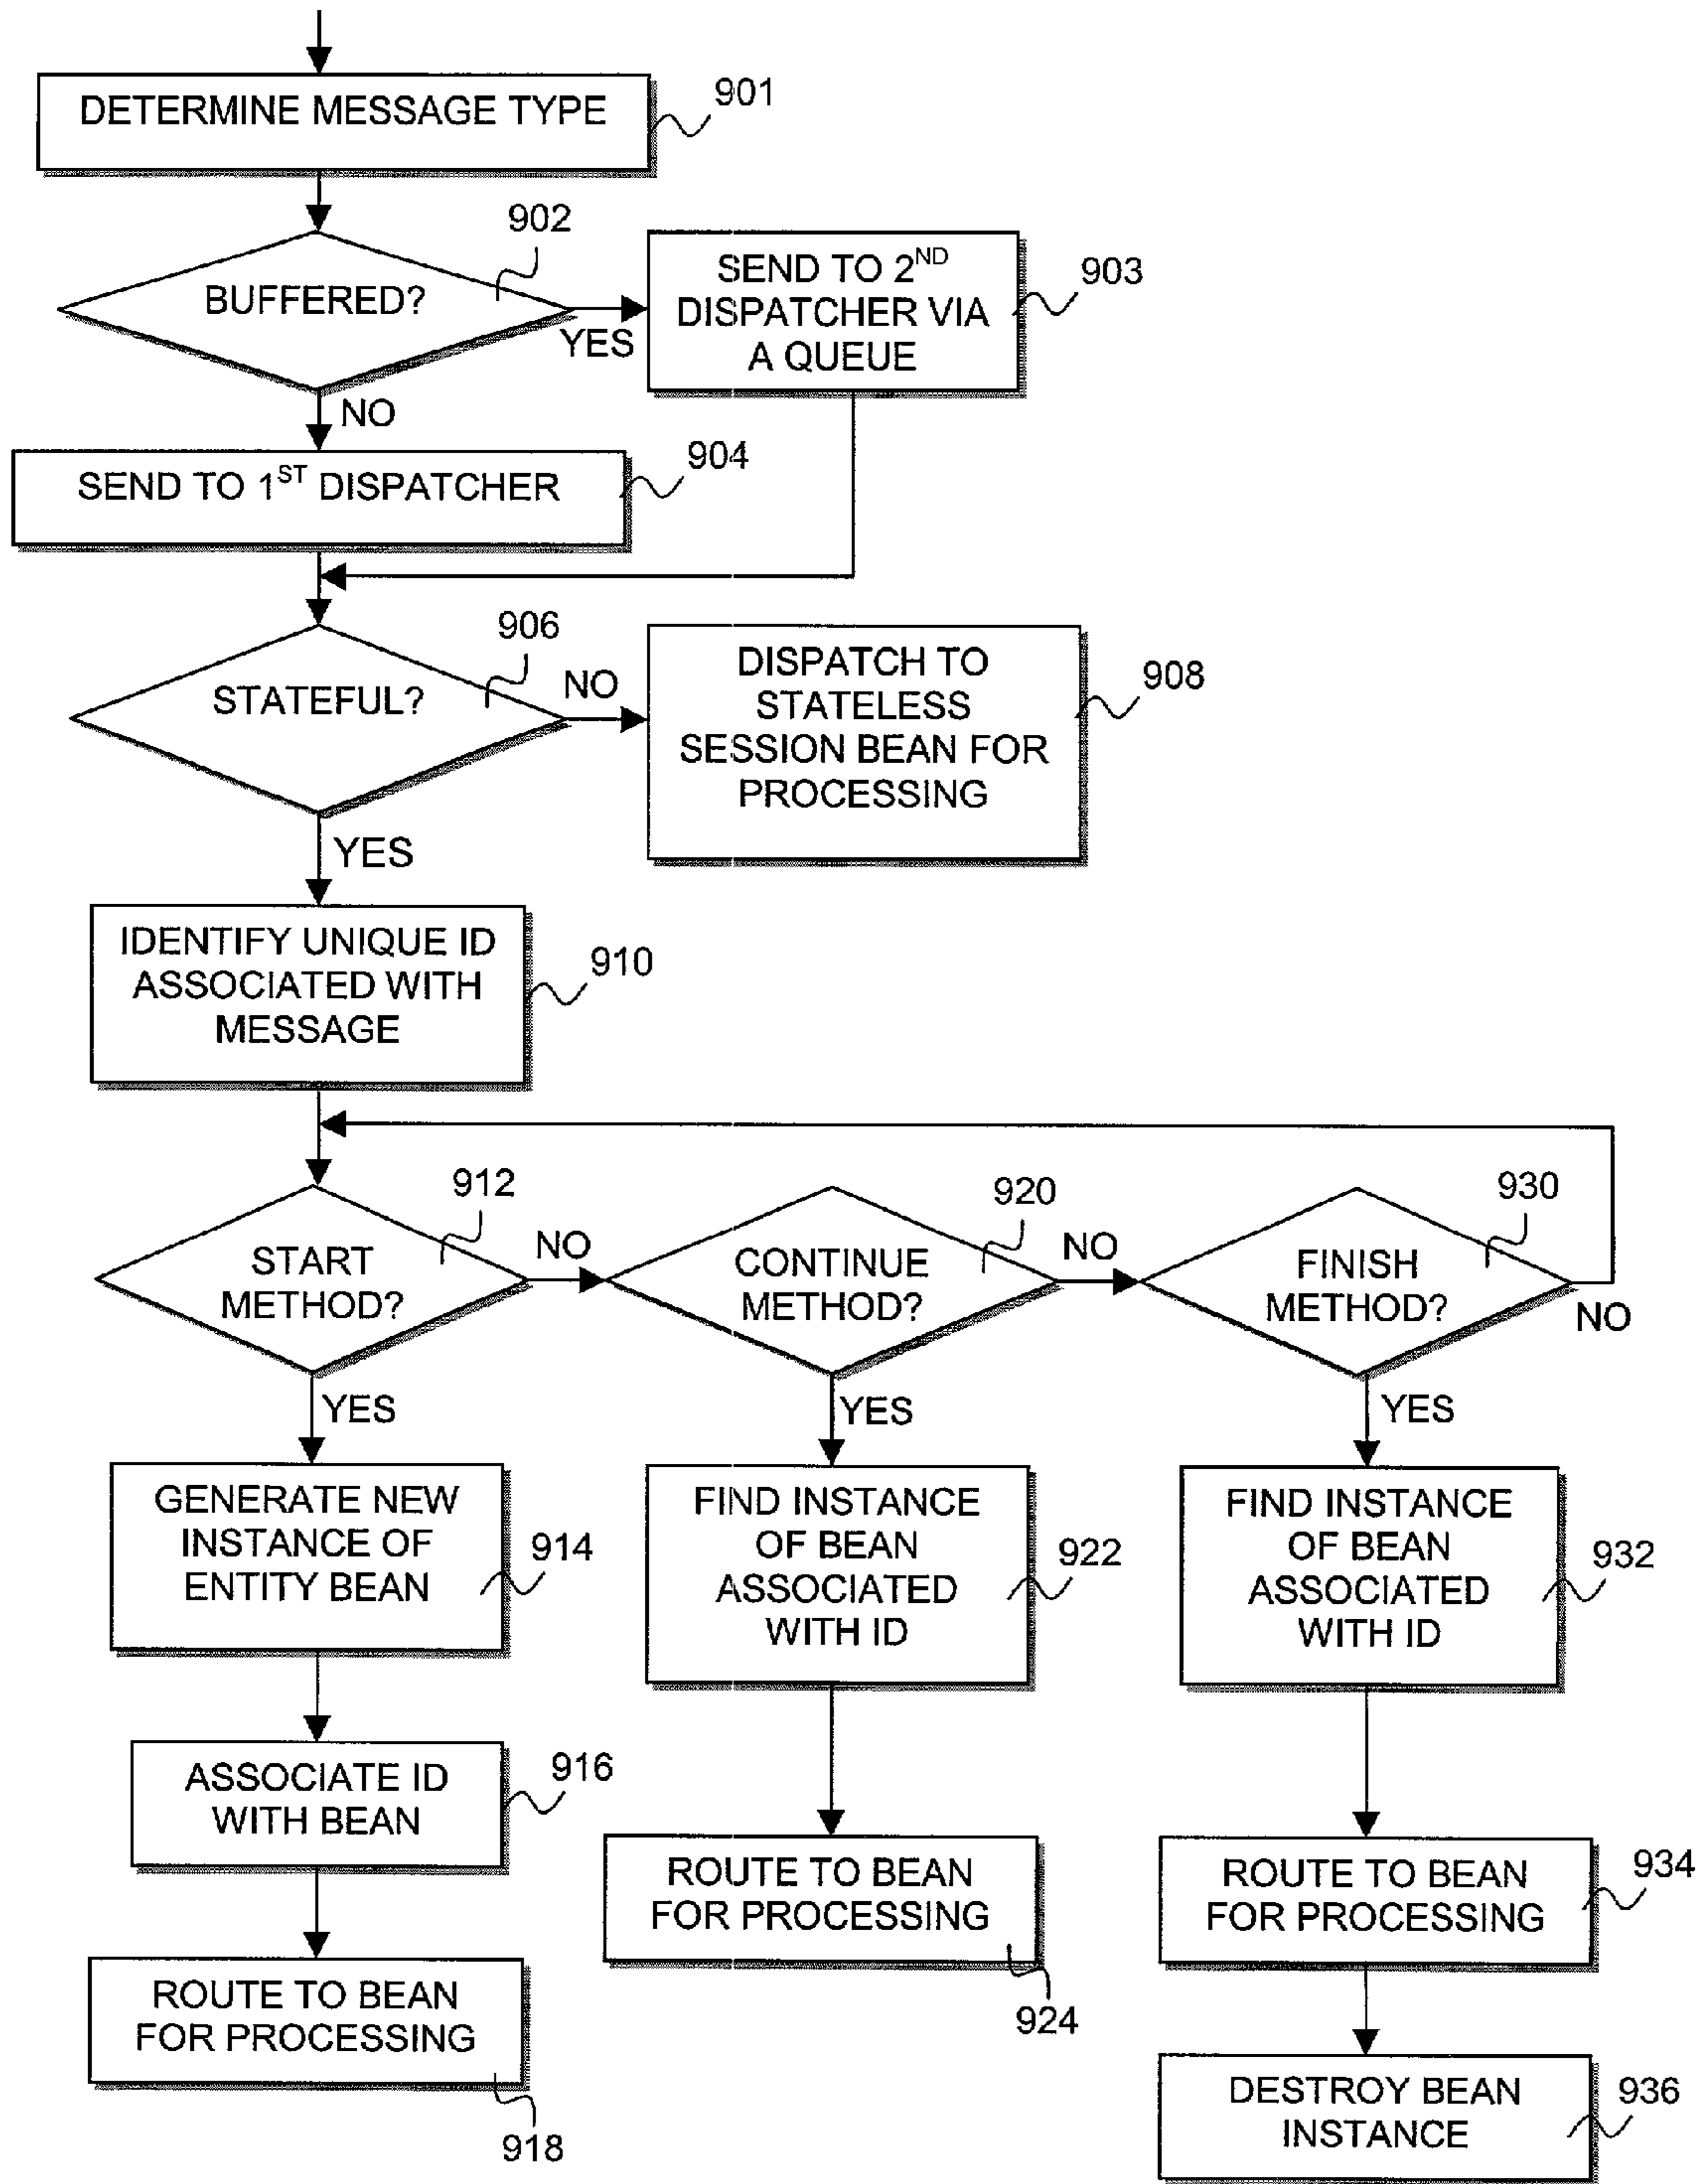 DETERMINE MESSAGE TYPE
901
902
BUFFERED?
YES
NO
SEND TO 2ND
DISPATCHER VIA
A QUEUE
903
SEND TO 1ST DISPATCHER
904
906
STATEFUL?
NO
YES
DISPATCH TO
STATELESS
SESSION BEAN FOR
PROCESSING
908
IDENTIFY UNIQUE ID
ASSOCIATED WITH
MESSAGE
910
912
START
METHOD?
NO
YES
920
CONTINUE
METHOD?
NO
YES
930
FINISH
METHOD?
NO
YES
GENERATE NEW
INSTANCE OF
ENTITY BEAN
914
FIND INSTANCE
OF BEAN
ASSOCIATED
WITH ID
922
FIND INSTANCE
OF BEAN
ASSOCIATED
WITH ID
932
ASSOCIATE ID
WITH BEAN
916
ROUTE TO BEAN
FOR PROCESSING
924
ROUTE TO BEAN
FOR PROCESSING
934
ROUTE TO BEAN
FOR PROCESSING
918
DESTROY BEAN
INSTANCE
936